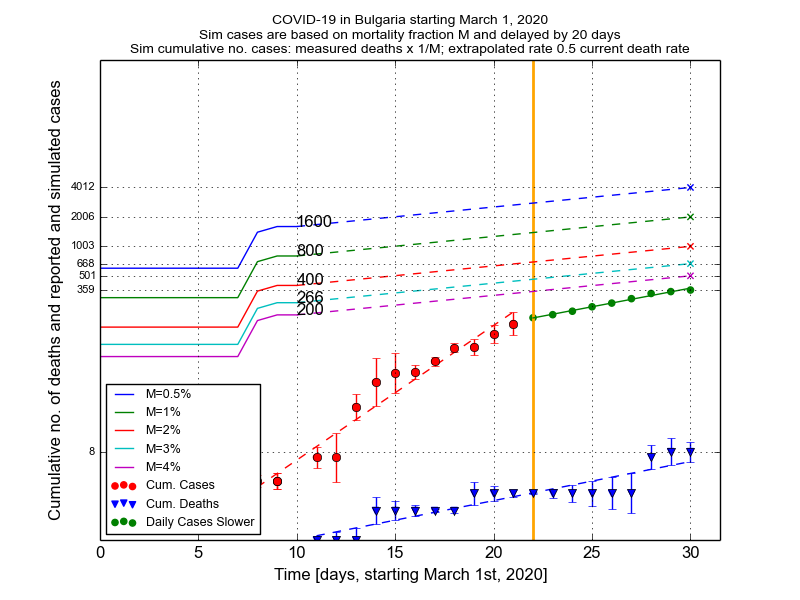 COVID-19 in Bulgaria starting March 1, 2020
Sim cases are based on mortality fraction M and delayed by 20 days
Sim cumulative no. cases: measured deaths x 1/M; extrapolated rate 0.5 current death rate
Cumulative no. of deaths and reported and simulated cases
4012
2006
1003
668
501
359
8
1600
800
400
266
200
M=0.5%
M=1%
M=2%
M=3%
M=4%
Cum. Cases
Cum. Deaths
Daily Cases Slower
0 5 10 15 20 25 30
Time [days, starting March 1st, 2020]